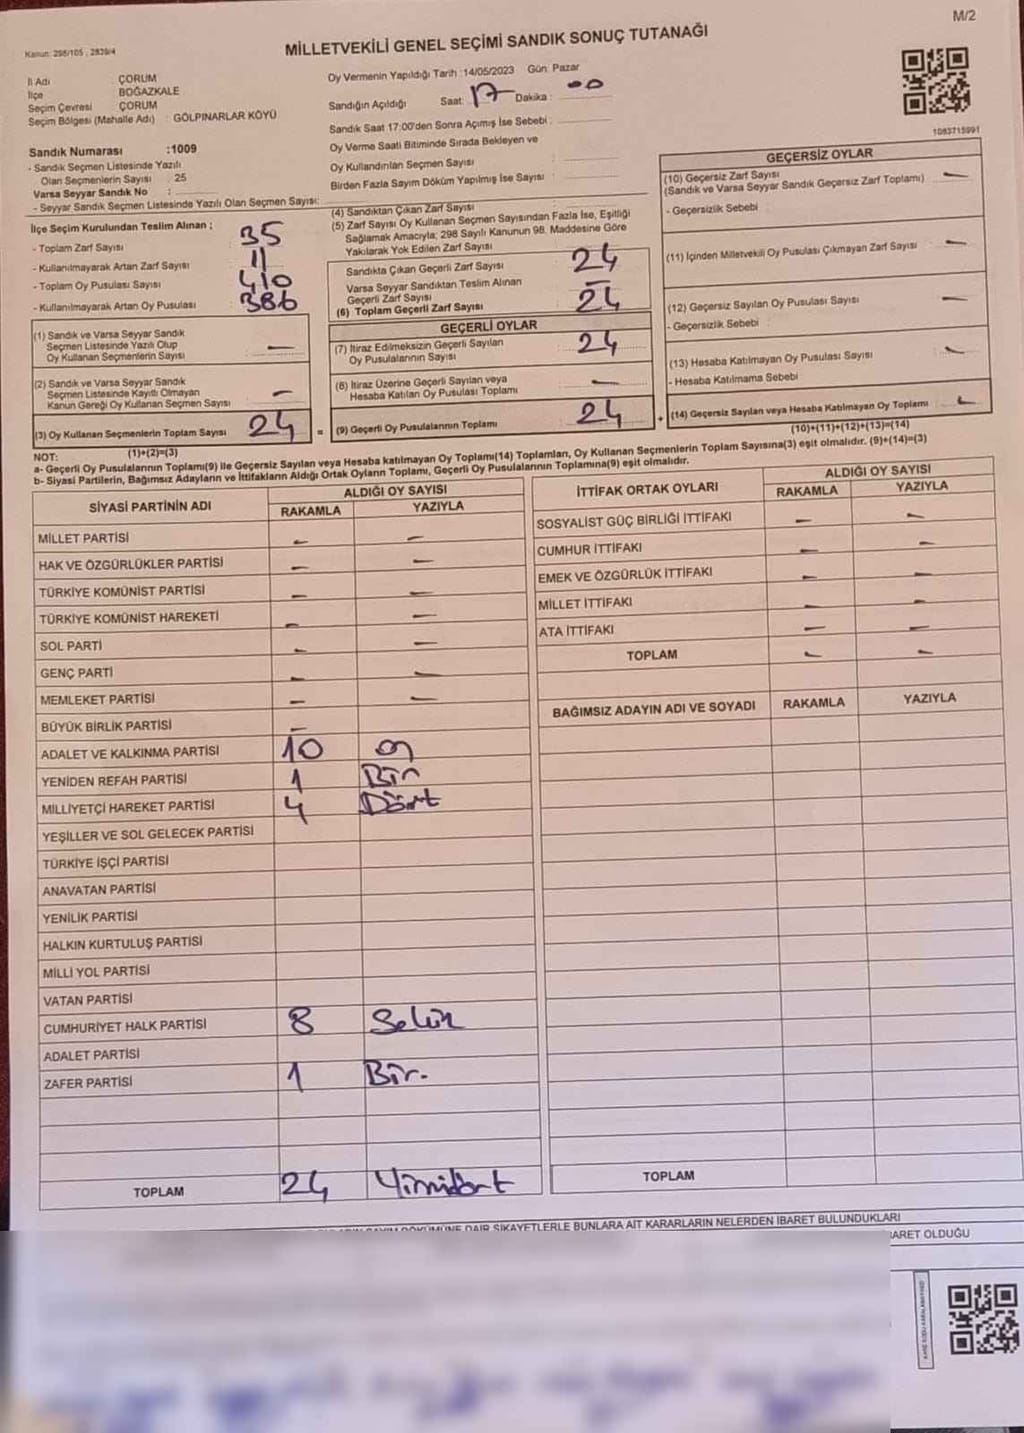 M/2
Kanun: 298/105 , 2839/4
MİLLETVEKİLİ GENEL SEÇİMİ SANDIK SONUÇ TUTANAĞI
İl Adı : ÇORUM
İlçe : BOĞAZKALE
Seçim Çevresi : ÇORUM
Seçim Bölgesi (Mahalle Adı) : GÖLPINARLAR KÖYÜ
Sandık Numarası :1009
- Sandık Seçmen Listesinde Yazılı
Olan Seçmenlerin Sayısı : 25
Varsa Seyyar Sandık No :
- Seyyar Sandık Seçmen Listesinde Yazılı Olan Seçmen Sayısı:
Oy Vermenin Yapıldığı Tarih :14/05/2023 Gün: Pazar
Sandığın Açıldığı Saat: 17 Dakika : 00
Sandık Saat 17:00'den Sonra Açımış İse Sebebi :
Oy Verme Saati Bitiminde Sırada Bekleyen ve
Oy Kullandırılan Seçmen Sayısı :
Birden Fazla Sayım Döküm Yapılmış İse Sayısı :
1083715991
İlçe Seçim Kurulundan Teslim Alınan ;
- Toplam Zarf Sayısı : 35
- Kullanılmayarak Artan Zarf Sayısı : 11
- Toplam Oy Pusulası Sayısı : 410
- Kullanılmayarak Artan Oy Pusulası : 386
(1) Sandık ve Varsa Seyyar Sandık
Seçmen Listesinde Yazılı Olup
Oy Kullanan Seçmenlerin Sayısı : —
(2) Sandık ve Varsa Seyyar Sandık
Seçmen Listesinde Kayıtlı Olmayan
Kanun Gereği Oy Kullanan Seçmen Sayısı : —
(3) Oy Kullanan Seçmenlerin Toplam Sayısı : 24
(1)+(2)=(3)
(4) Sandıktan Çıkan Zarf Sayısı :
(5) Zarf Sayısı Oy Kullanan Seçmen Sayısından Fazla İse, Eşitliği
Sağlamak Amacıyla; 298 Sayılı Kanunun 98. Maddesine Göre
Yakılarak Yok Edilen Zarf Sayısı :
Sandıkta Çıkan Geçerli Zarf Sayısı : 24
Varsa Seyyar Sandıktan Teslim Alınan
Geçerli Zarf Sayısı : —
(6) Toplam Geçerli Zarf Sayısı : 24
GEÇERLİ OYLAR
(7) İtiraz Edilmeksizin Geçerli Sayılan
Oy Pusulalarının Sayısı : 24
(8) İtiraz Üzerine Geçerli Sayılan veya
Hesaba Katılan Oy Pusulası Toplamı : —
= (9) Geçerli Oy Pusulalarının Toplamı : 24 +
GEÇERSİZ OYLAR
(10) Geçersiz Zarf Sayısı : —
(Sandık ve Varsa Seyyar Sandık Geçersiz Zarf Toplamı)
- Geçersizlik Sebebi :
(11) İçinden Milletvekili Oy Pusulası Çıkmayan Zarf Sayısı : —
(12) Geçersiz Sayılan Oy Pusulası Sayısı : —
- Geçersizlik Sebebi :
(13) Hesaba Katılmayan Oy Pusulası Sayısı : —
- Hesaba Katılmama Sebebi
(14) Geçersiz Sayılan veya Hesaba Katılmayan Oy Toplamı : —
(10)+(11)+(12)+(13)=(14)
NOT:
a- Geçerli Oy Pusulalarının Toplamı(9) ile Geçersiz Sayılan veya Hesaba katılmayan Oy Toplamı(14) Toplamları, Oy Kullanan Seçmenlerin Toplam Sayısına(3) eşit olmalıdır. (9)+(14)=(3)
b- Siyasi Partilerin, Bağımsız Adayların ve İttifakların Aldığı Ortak Oyların Toplamı, Geçerli Oy Pusulalarının Toplamına(9) eşit olmalıdır.
SİYASİ PARTİNİN ADI ALDIĞI OY SAYISI
RAKAMLA YAZIYLA
MİLLET PARTİSİ — —
HAK VE ÖZGÜRLÜKLER PARTİSİ — —
TÜRKİYE KOMÜNİST PARTİSİ — —
TÜRKİYE KOMÜNİST HAREKETİ — —
SOL PARTİ — —
GENÇ PARTİ — —
MEMLEKET PARTİSİ — —
BÜYÜK BİRLİK PARTİSİ —
ADALET VE KALKINMA PARTİSİ 10 on
YENİDEN REFAH PARTİSİ 1 Bir
MİLLİYETÇİ HAREKET PARTİSİ 4 Dört
YEŞİLLER VE SOL GELECEK PARTİSİ
TÜRKİYE İŞÇİ PARTİSİ
ANAVATAN PARTİSİ
YENİLİK PARTİSİ
HALKIN KURTULUŞ PARTİSİ
MİLLİ YOL PARTİSİ
VATAN PARTİSİ
CUMHURİYET HALK PARTİSİ 8 Sekiz
ADALET PARTİSİ
ZAFER PARTİSİ 1 Bir.
TOPLAM 24 Yirmidört
İTTİFAK ORTAK OYLARI ALDIĞI OY SAYISI
RAKAMLA YAZIYLA
SOSYALİST GÜÇ BİRLİĞİ İTTİFAKI — —
CUMHUR İTTİFAKI — —
EMEK VE ÖZGÜRLÜK İTTİFAKI — —
MİLLET İTTİFAKI — —
ATA İTTİFAKI — —
TOPLAM — —
BAĞIMSIZ ADAYIN ADI VE SOYADI RAKAMLA YAZIYLA
TOPLAM
DÖKÜMÜNE DAİR ŞİKAYETLERLE BUNLARA AİT KARARLARIN NELERDEN İBARET BULUNDUKLARI
BARET OLDUĞU